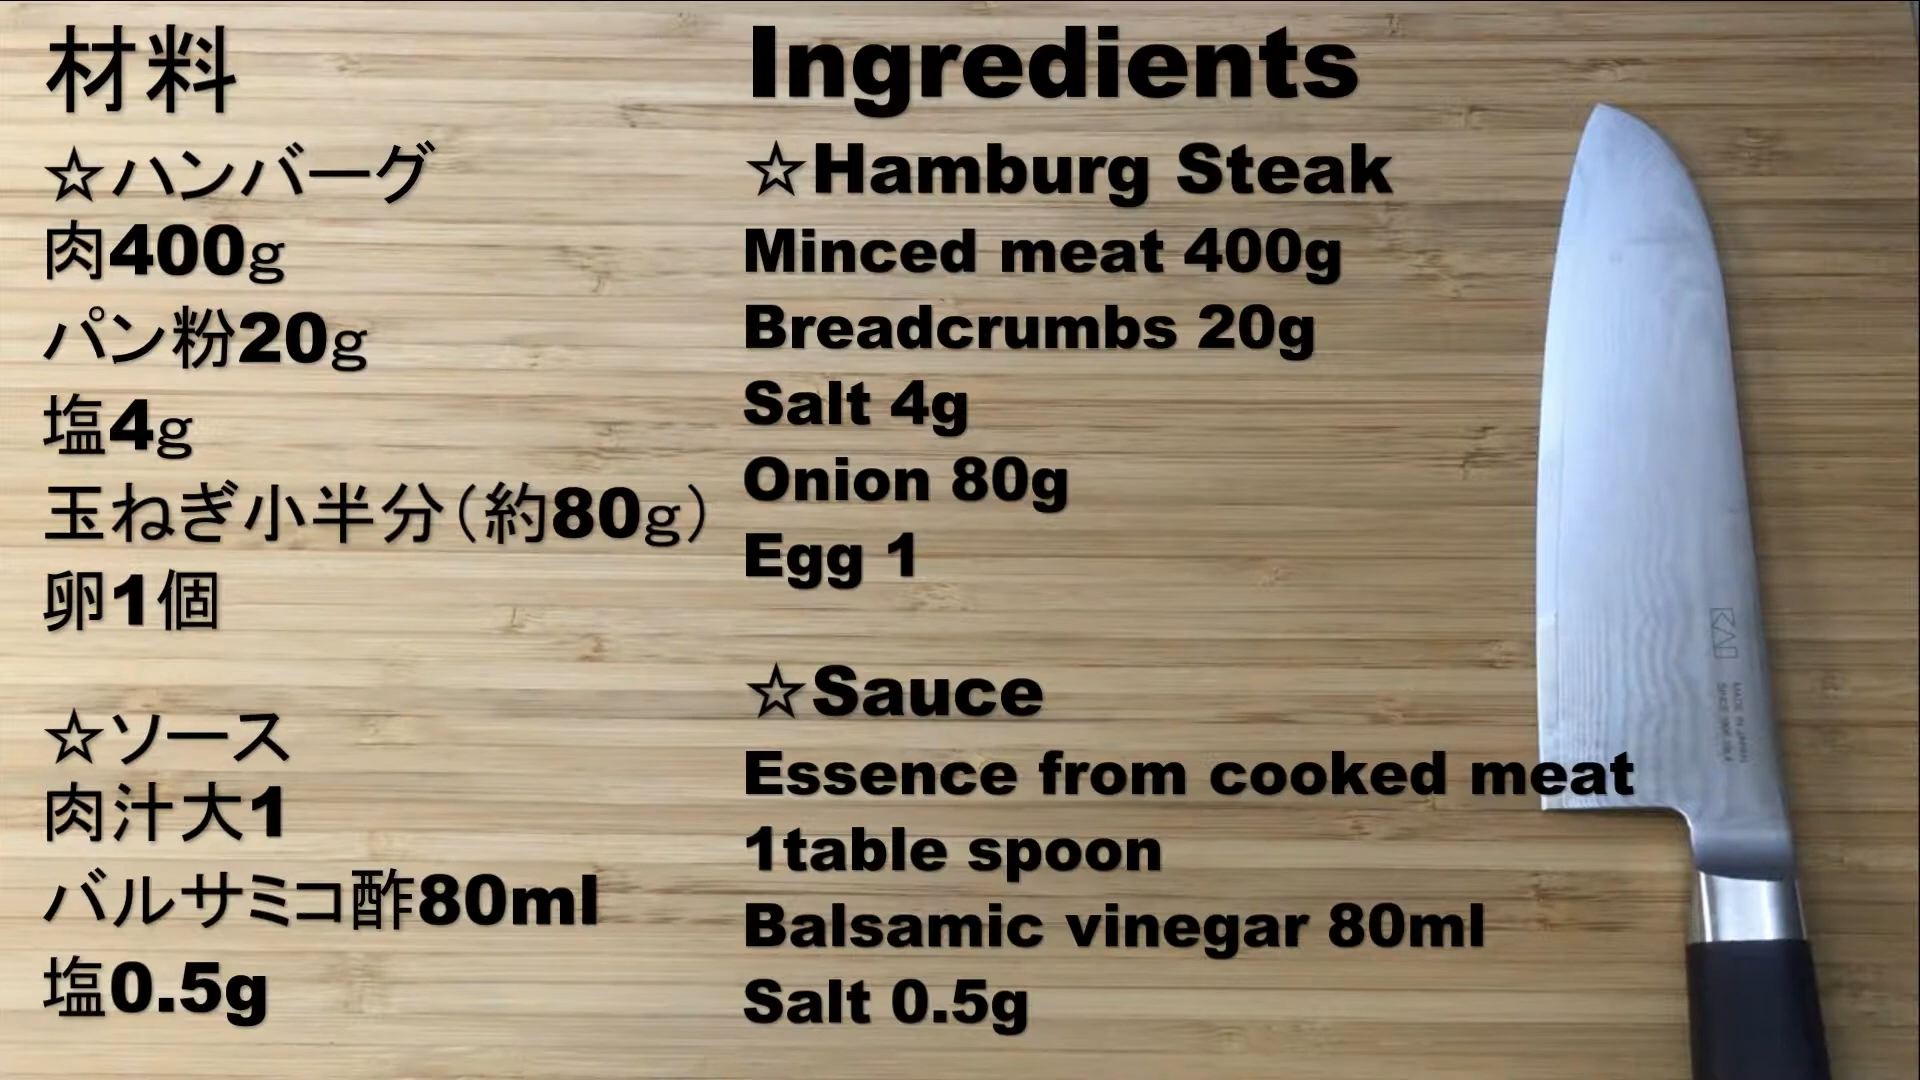 材料
☆ハンバーグ
肉400g
パン粉20g
塩4g
玉ねぎ小半分（約80g）
卵1個
☆ソース
肉汁大1
バルサミコ酢80ml
塩0.5g
Ingredients
☆Hamburg Steak
Minced meat 400g
Breadcrumbs 20g
Salt 4g
Onion 80g
Egg 1
☆Sauce
Essence from cooked meat
1table spoon
Balsamic vinegar 80ml
Salt 0.5g
KAI
MADE IN JAPAN